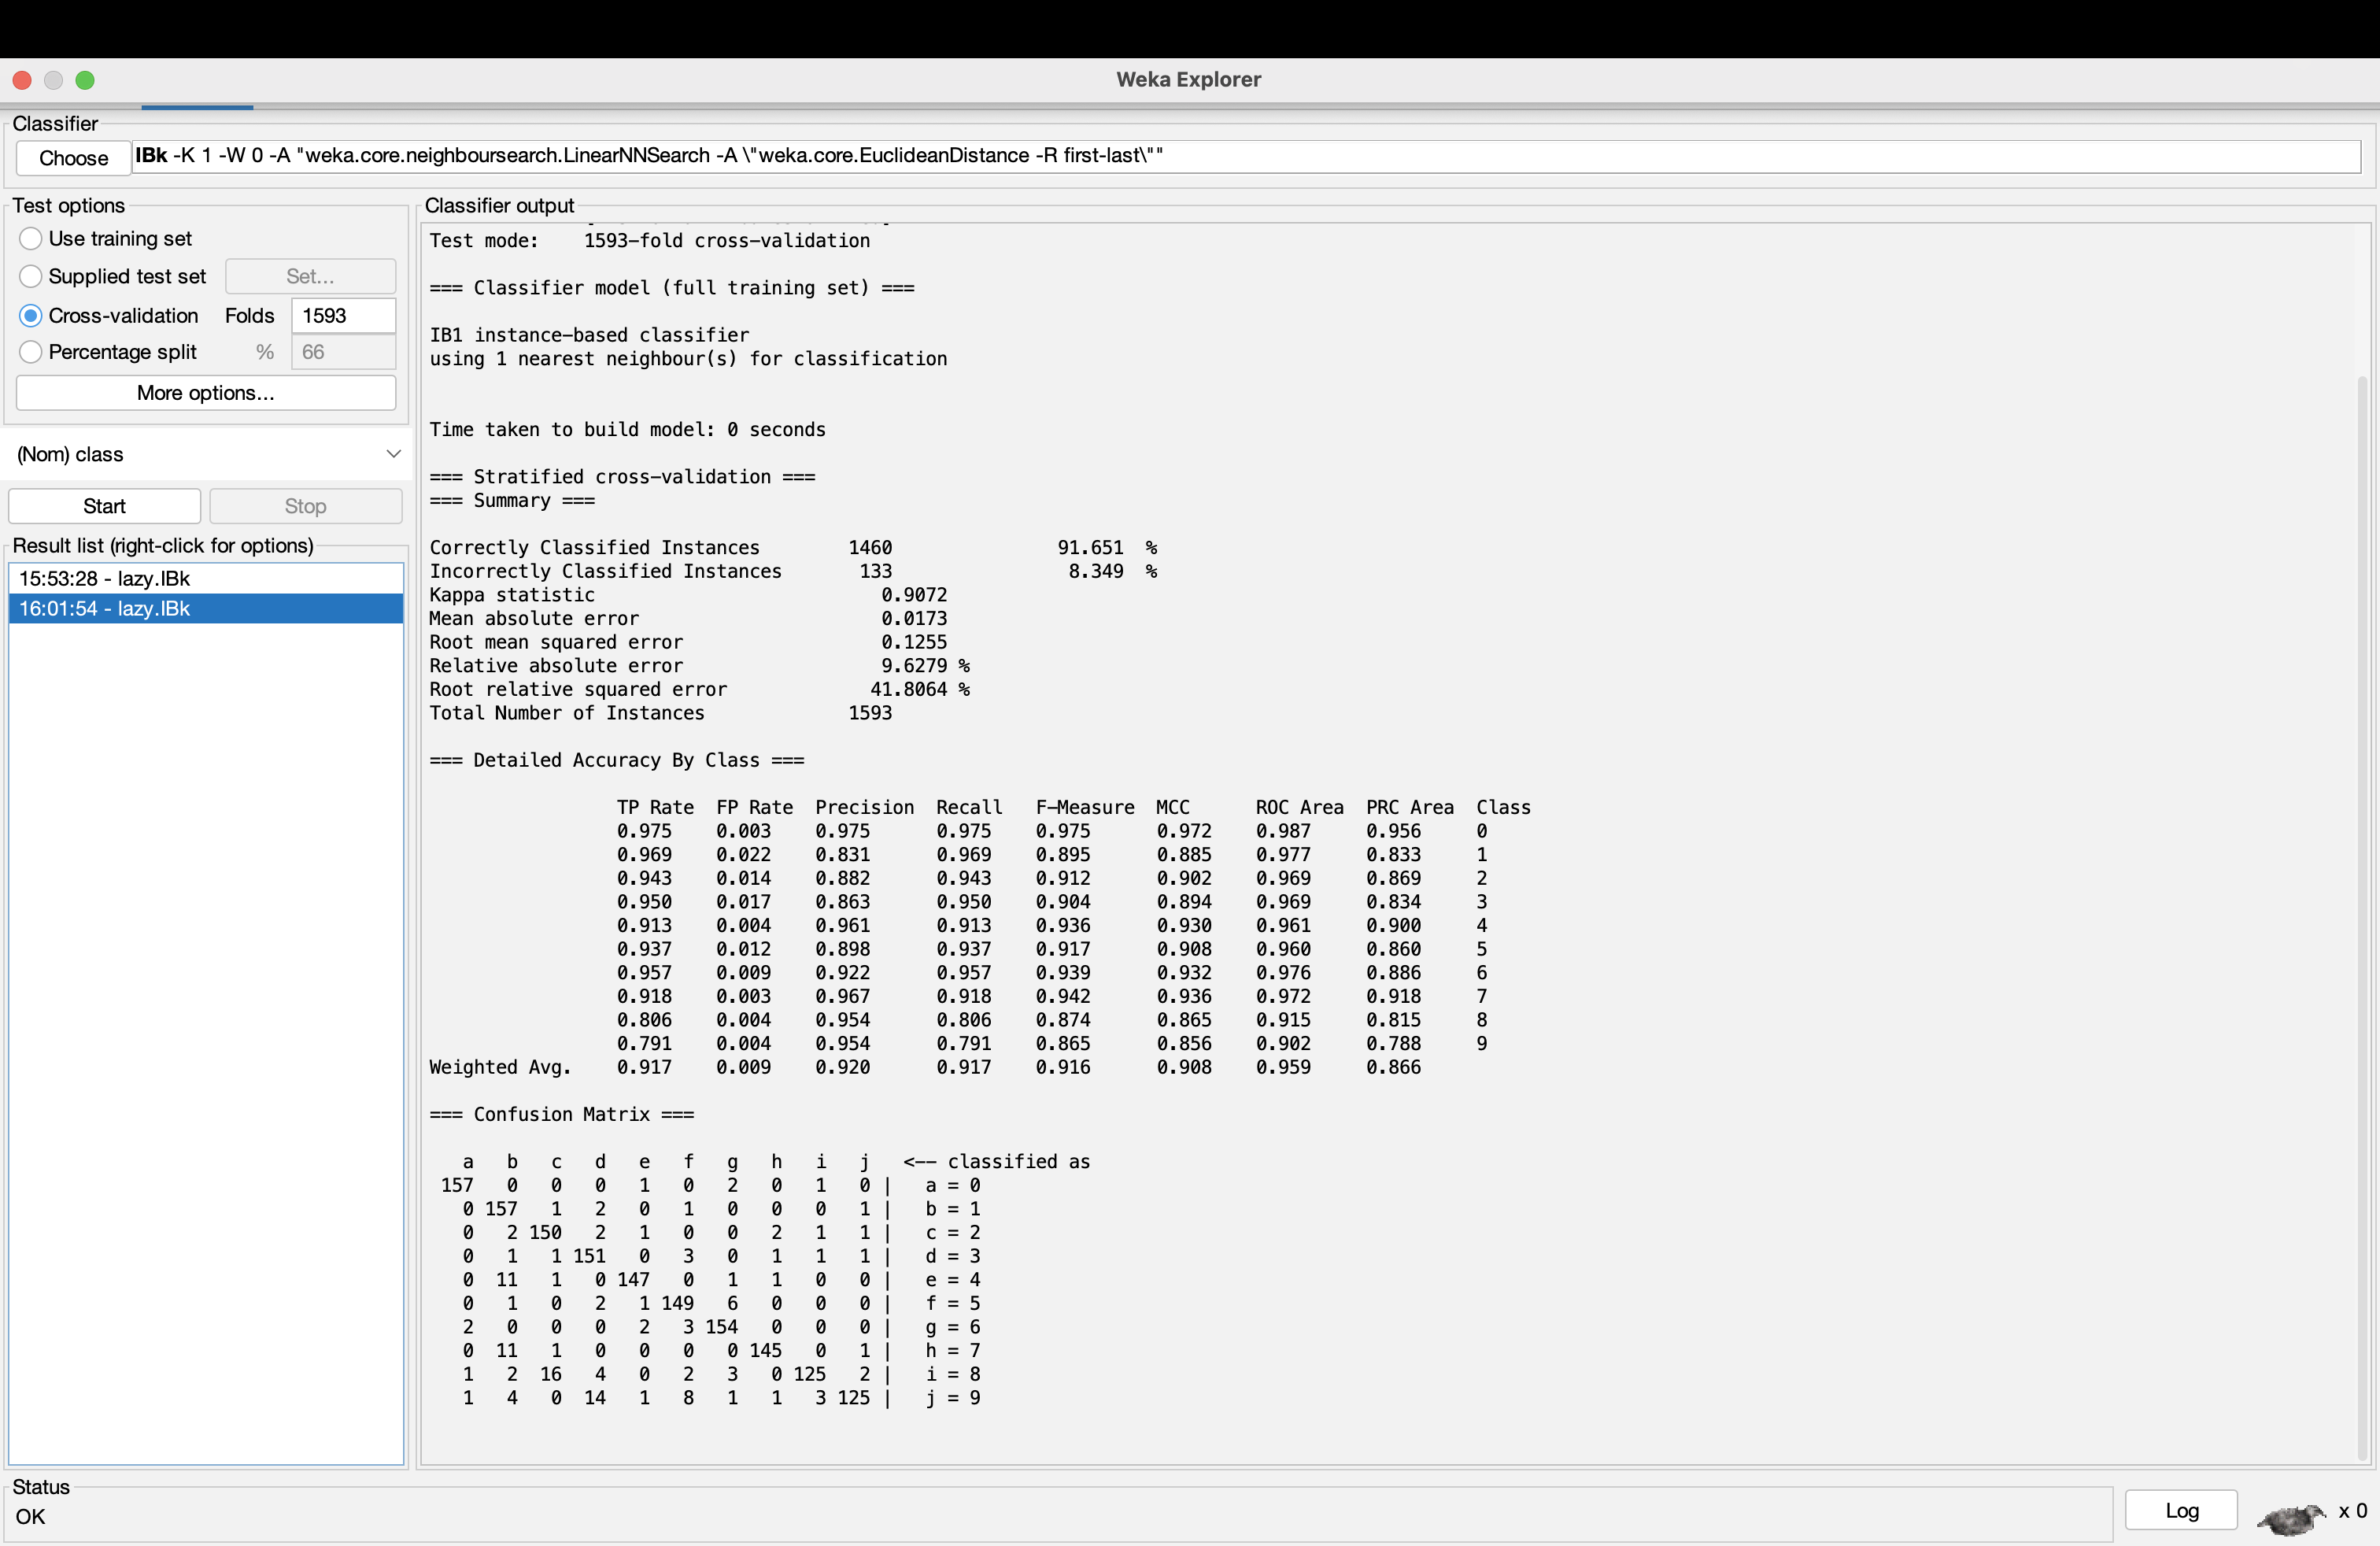 Weka Explorer
Classifier
Choose IBk -K 1 -W 0 -A "weka.core.neighboursearch.LinearNNSearch -A \"weka.core.EuclideanDistance -R first-last\""
Test options
Use training set
Supplied test set Set...
Cross-validation Folds 1593
Percentage split % 66
More options...
(Nom) class
Start Stop
Result list (right-click for options)
15:53:28 - lazy.IBk
16:01:54 - lazy.IBk
Classifier output
Test mode:    1593-fold cross-validation
=== Classifier model (full training set) ===
IB1 instance-based classifier
using 1 nearest neighbour(s) for classification
Time taken to build model: 0 seconds
=== Stratified cross-validation ===
=== Summary ===
Correctly Classified Instances        1460               91.651  %
Incorrectly Classified Instances       133                8.349  %
Kappa statistic                          0.9072
Mean absolute error                      0.0173
Root mean squared error                  0.1255
Relative absolute error                  9.6279 %
Root relative squared error             41.8064 %
Total Number of Instances             1593
=== Detailed Accuracy By Class ===
                 TP Rate  FP Rate  Precision  Recall   F-Measure  MCC      ROC Area  PRC Area  Class
                 0.975    0.003    0.975      0.975    0.975      0.972    0.987     0.956     0
                 0.969    0.022    0.831      0.969    0.895      0.885    0.977     0.833     1
                 0.943    0.014    0.882      0.943    0.912      0.902    0.969     0.869     2
                 0.950    0.017    0.863      0.950    0.904      0.894    0.969     0.834     3
                 0.913    0.004    0.961      0.913    0.936      0.930    0.961     0.900     4
                 0.937    0.012    0.898      0.937    0.917      0.908    0.960     0.860     5
                 0.957    0.009    0.922      0.957    0.939      0.932    0.976     0.886     6
                 0.918    0.003    0.967      0.918    0.942      0.936    0.972     0.918     7
                 0.806    0.004    0.954      0.806    0.874      0.865    0.915     0.815     8
                 0.791    0.004    0.954      0.791    0.865      0.856    0.902     0.788     9
Weighted Avg.    0.917    0.009    0.920      0.917    0.916      0.908    0.959     0.866
=== Confusion Matrix ===
   a   b   c   d   e   f   g   h   i   j   <-- classified as
 157   0   0   0   1   0   2   0   1   0 |   a = 0
   0 157   1   2   0   1   0   0   0   1 |   b = 1
   0   2 150   2   1   0   0   2   1   1 |   c = 2
   0   1   1 151   0   3   0   1   1   1 |   d = 3
   0  11   1   0 147   0   1   1   0   0 |   e = 4
   0   1   0   2   1 149   6   0   0   0 |   f = 5
   2   0   0   0   2   3 154   0   0   0 |   g = 6
   0  11   1   0   0   0   0 145   0   1 |   h = 7
   1   2  16   4   0   2   3   0 125   2 |   i = 8
   1   4   0  14   1   8   1   1   3 125 |   j = 9
Status
OK
Log x 0